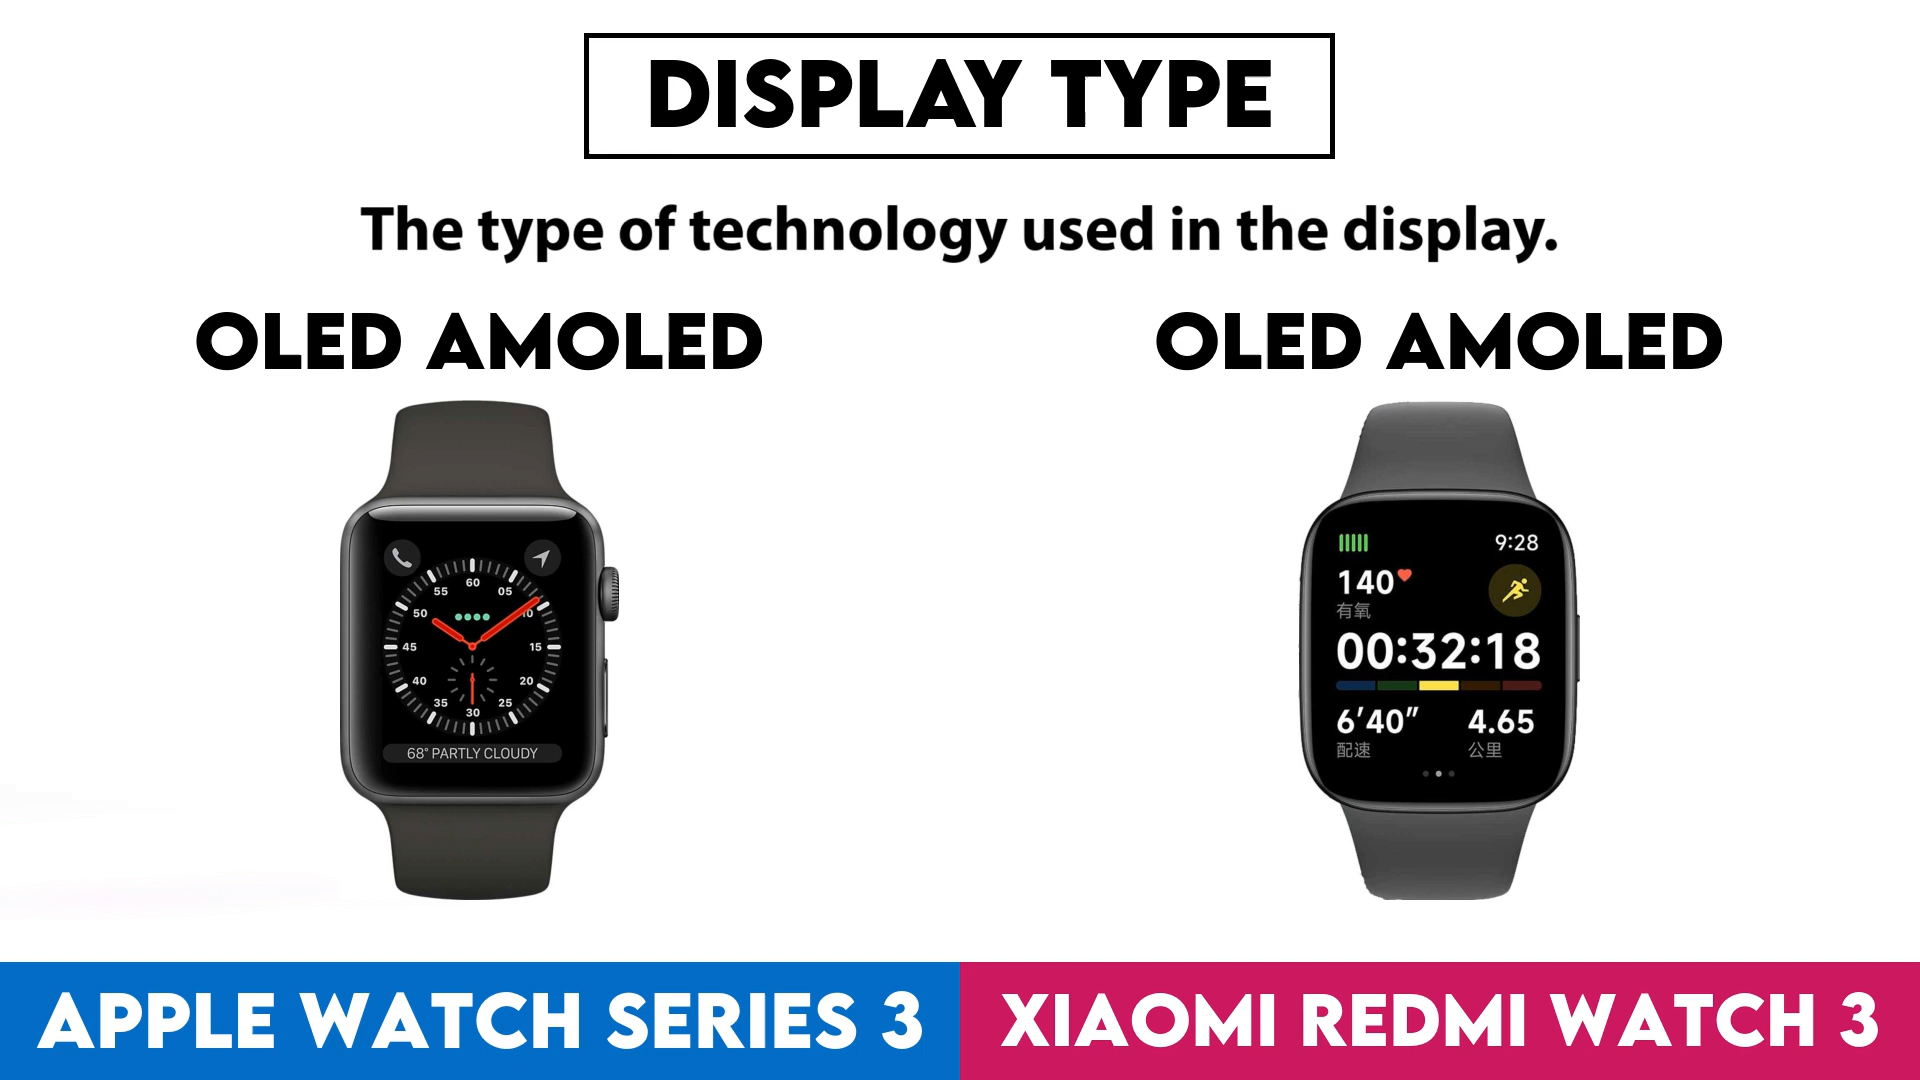 DISPLAY TYPE
The type of technology used in the display.
OLED AMOLED
OLED AMOLED
60
55 05
50 10
45 15
40 20
35 25
30
68° PARTLY CLOUDY
9:28
140
有氧
00:32:18
6'40" 4.65
配速 公里
APPLE WATCH SERIES 3
XIAOMI REDMI WATCH 3